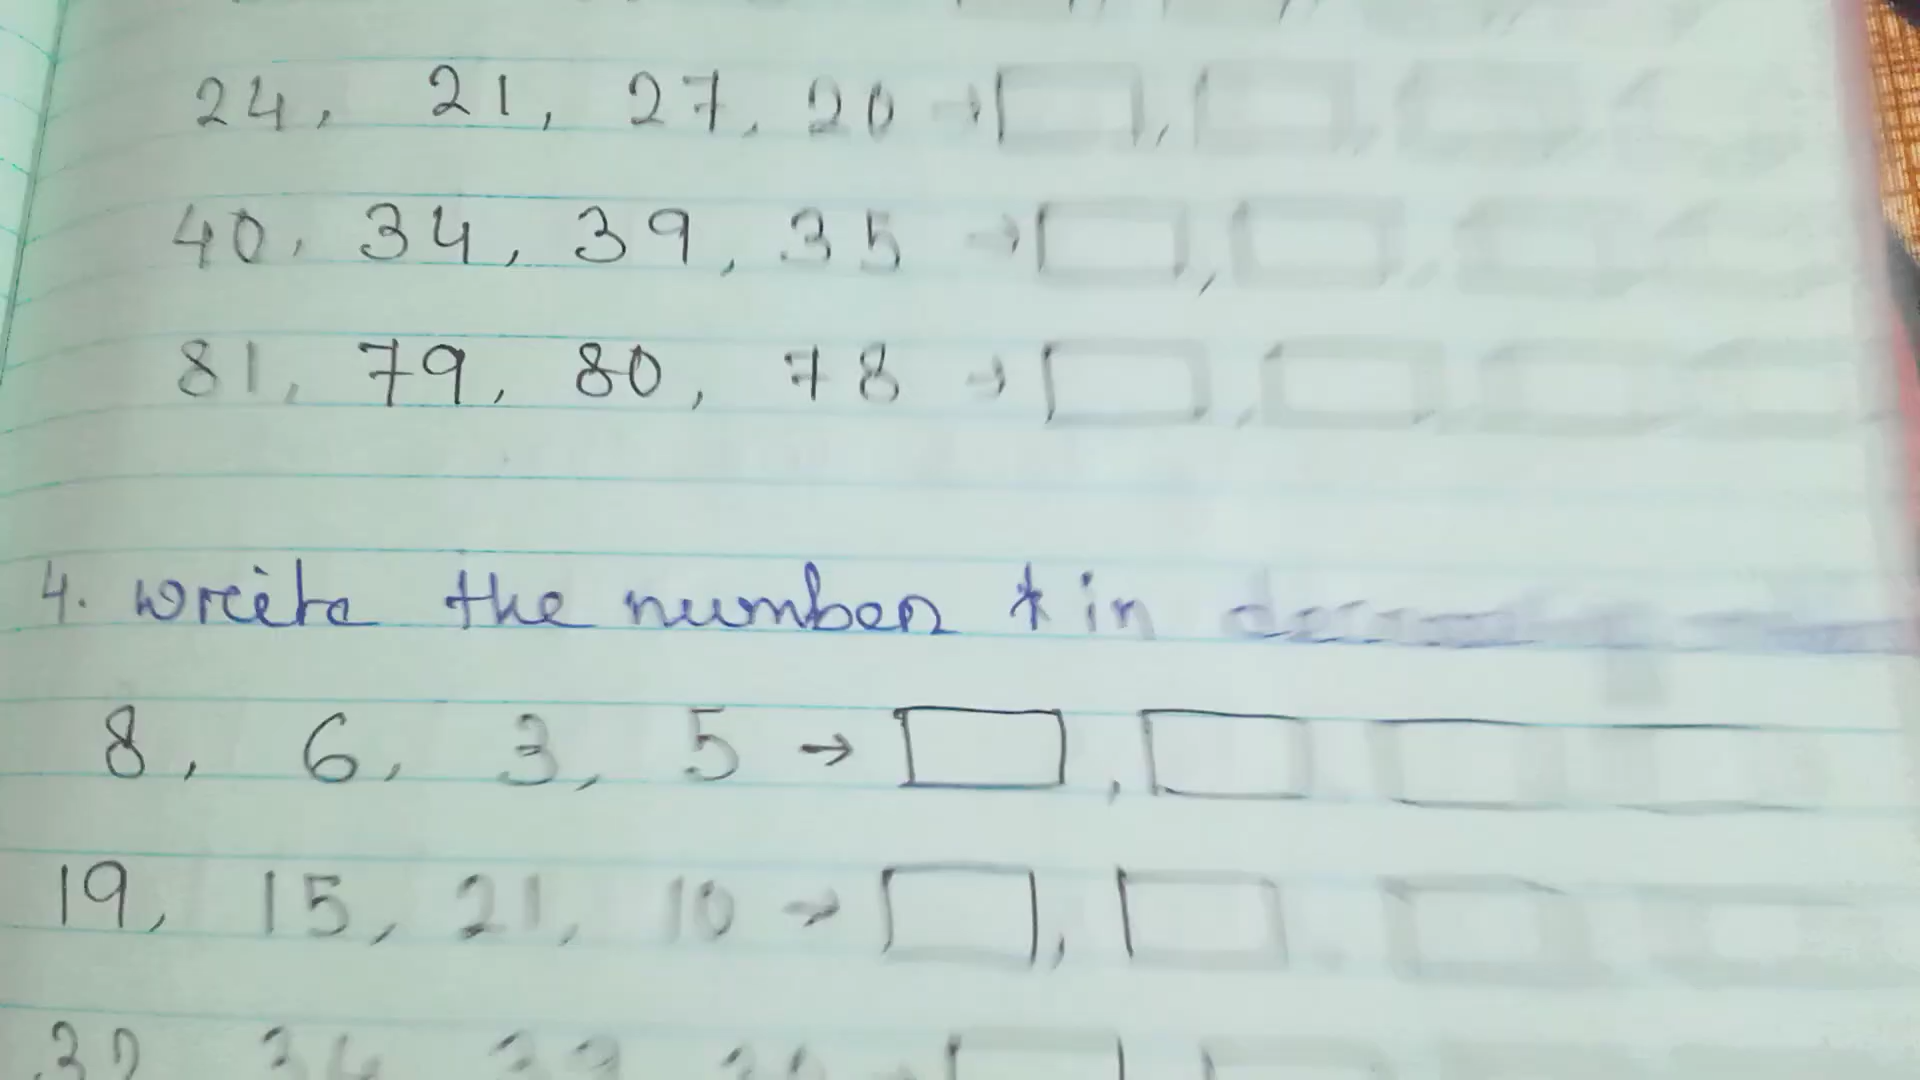 24, 21, 27, 20 →
40, 34, 39, 35 →
81, 79, 80, 78 →
4. write the number * in
8, 6, 3, 5 →
19, 15, 21, 10 →